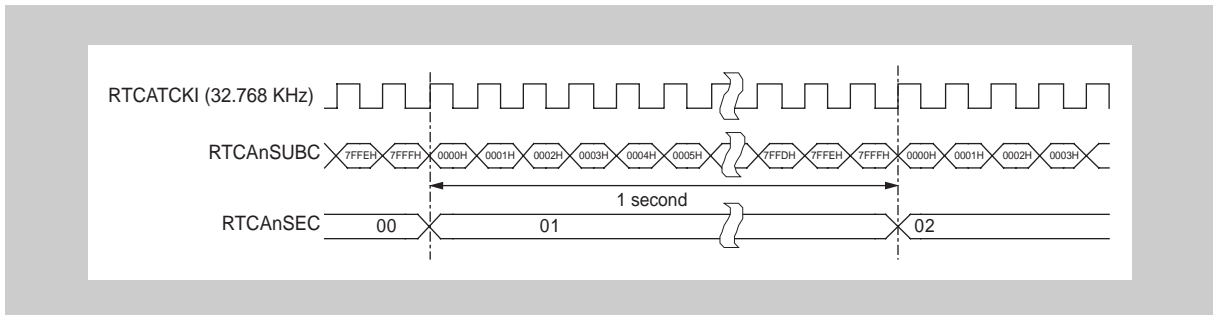 RTCATCKI (32.768 KHz)
RTCAnSUBC 7FFEH 7FFFH 0000H 0001H 0002H 0003H 0004H 0005H 7FFDH 7FFEH 7FFFH 0000H 0001H 0002H 0003H
1 second
RTCAnSEC 00 01 02